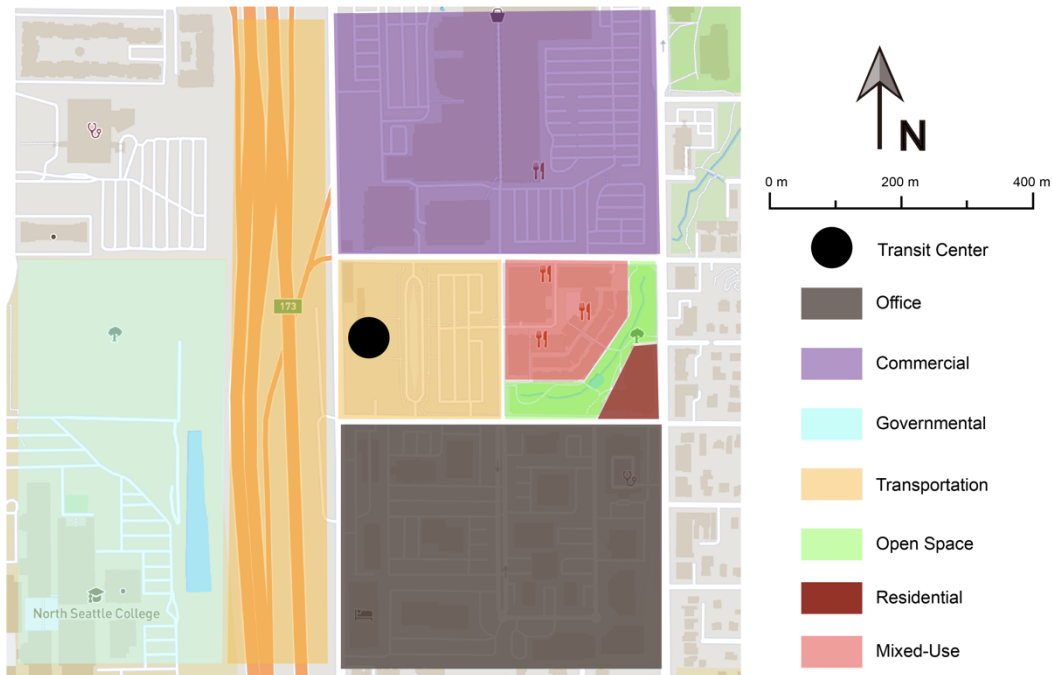 N
0 m 200 m 400 m
Transit Center
Office
Commercial
Governmental
173
Transportation
Open Space
Residential
North Seattle College
Mixed-Use